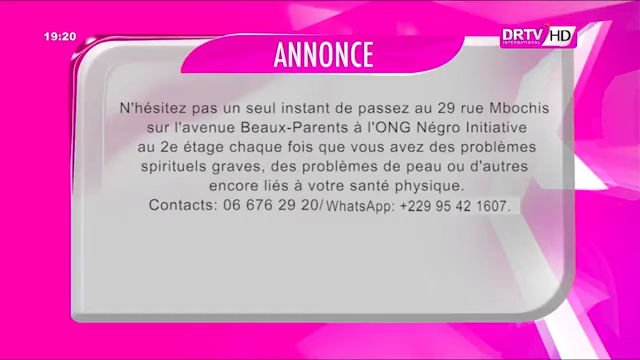 19:20
DRTV HD
INTERNATIONAL
ANNONCE
N'hésitez pas un seul instant de passez au 29 rue Mbochis
sur l'avenue Beaux-Parents à l'ONG Négro Initiative
au 2e étage chaque fois que vous avez des problèmes
spirituels graves, des problèmes de peau ou d'autres
encore liés à votre santé physique.
Contacts: 06 676 29 20/ WhatsApp: +229 95 42 1607.